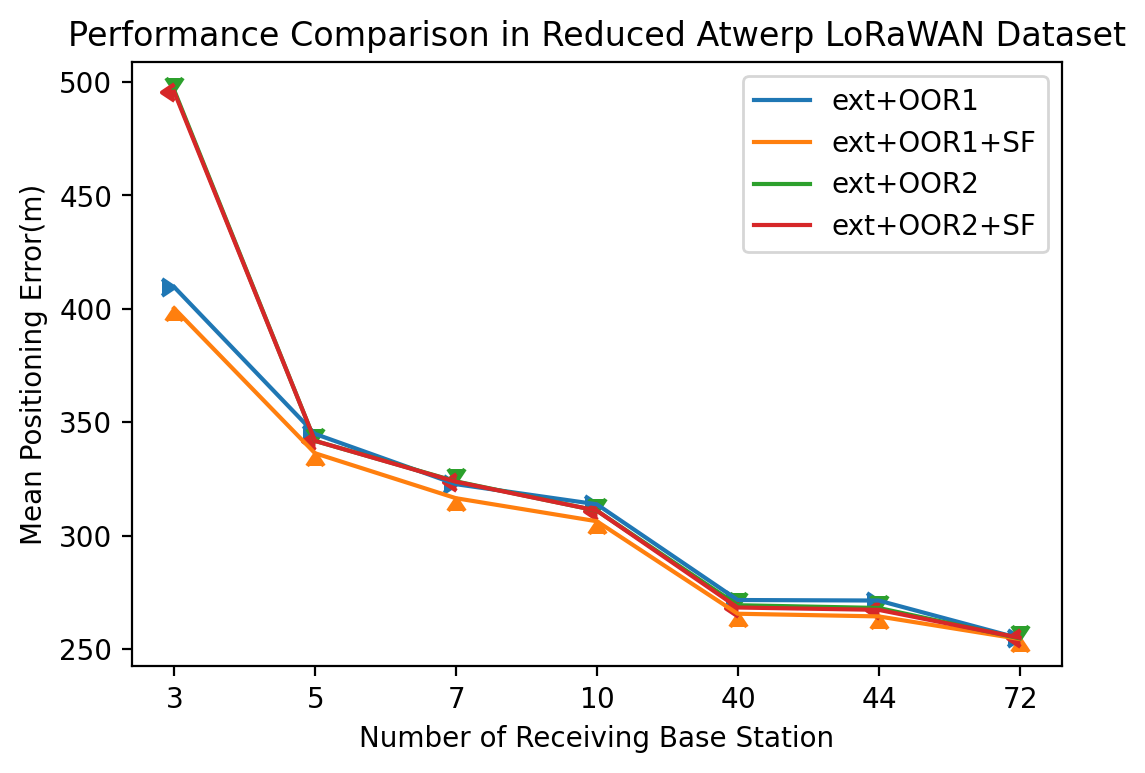 Performance Comparison in Reduced Atwerp LoRaWAN Dataset
500
450
400
350
300
250
Mean Positioning Error(m)
ext+OOR1
ext+OOR1+SF
ext+OOR2
ext+OOR2+SF
3 5 7 10 40 44 72
Number of Receiving Base Station